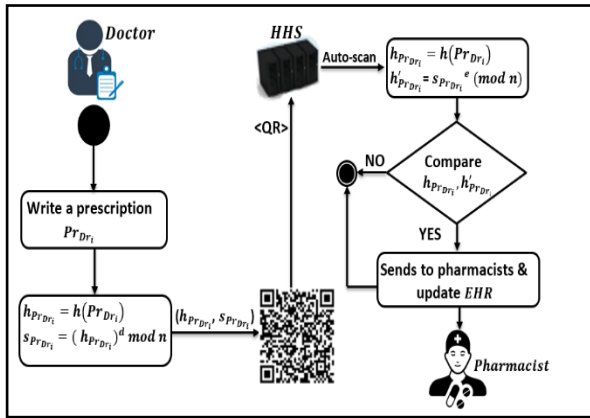 Doctor
Write a prescription
Pr_{Dr_i}
h_{Pr_{Dr_i}} = h(Pr_{Dr_i})
s_{Pr_{Dr_i}} = (h_{Pr_{Dr_i}})^d mod n
(h_{Pr_{Dr_i}}, s_{Pr_{Dr_i}})
<QR>
HHS
Auto-scan
h_{Pr_{Dr_i}} = h(Pr_{Dr_i})
h'_{Pr_{Dr_i}} = s_{Pr_{Dr_i}}^e (mod n)
Compare
h_{Pr_{Dr_i}}, h'_{Pr_{Dr_i}}
NO
YES
Sends to pharmacists &
update EHR
Pharmacist